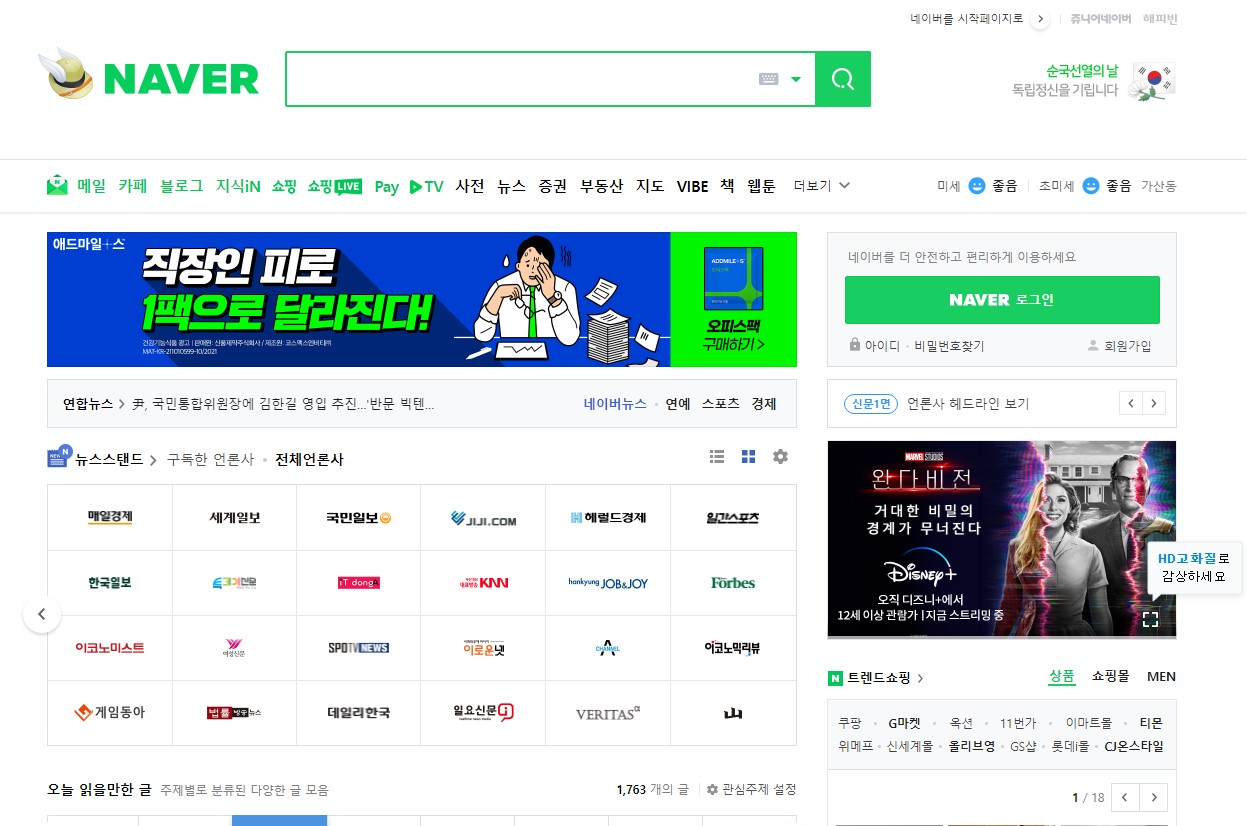 네이버를 시작페이지로
쥬니어네이버 해피빈
NAVER
순국선열의 날
독립정신을 기립니다
N 메일 카페 블로그 지식iN 쇼핑 쇼핑LIVE Pay TV 사전 뉴스 증권 부동산 지도 VIBE 책 웹툰 더보기
미세 좋음 초미세 좋음 가산동
애드마일+스
직장인 피로
1팩으로 달라진다!
건강기능식품 광고 | 판매원: 신풍제약주식회사 / 제조원: 코스맥스엔비티㈜
MAT-KR-211010599-10/2021
ADDMILE+S
오피스팩
구매하기>
네이버를 더 안전하고 편리하게 이용하세요
NAVER 로그인
아이디 · 비밀번호찾기
회원가입
연합뉴스 > 尹, 국민통합위원장에 김한길 영입 추진...'반문 빅텐...
네이버뉴스 · 연예 스포츠 경제
신문1면 언론사 헤드라인 보기
NEW N 뉴스스탠드 > 구독한 언론사 · 전체언론사
매일경제 세계일보 국민일보 JIJI.COM 헤럴드경제 일간스포츠
한국일보 IT dongA KNN hankyung JOB&JOY Forbes
이코노미스트 여성신문 SPOTV NEWS 이로운넷 CHANNEL A 이코노믹리뷰
게임동아 법률방송뉴스 데일리한국 일요신문 VERITAS α
MARVEL STUDIOS
완다비전
거대한 비밀의
경계가 무너진다
Disney+
오직 디즈니+에서
12세 이상 관람가 | 지금 스트리밍 중
HD고화질로
감상하세요
N 트렌드쇼핑 >
상품 쇼핑몰 MEN
쿠팡 · G마켓 · 옥션 · 11번가 · 이마트몰 · 티몬
위메프 · 신세계몰 · 올리브영 · GS샵 · 롯데i몰 · CJ온스타일
1 / 18
오늘 읽을만한 글 주제별로 분류된 다양한 글 모음
1,763 개의 글
관심주제 설정